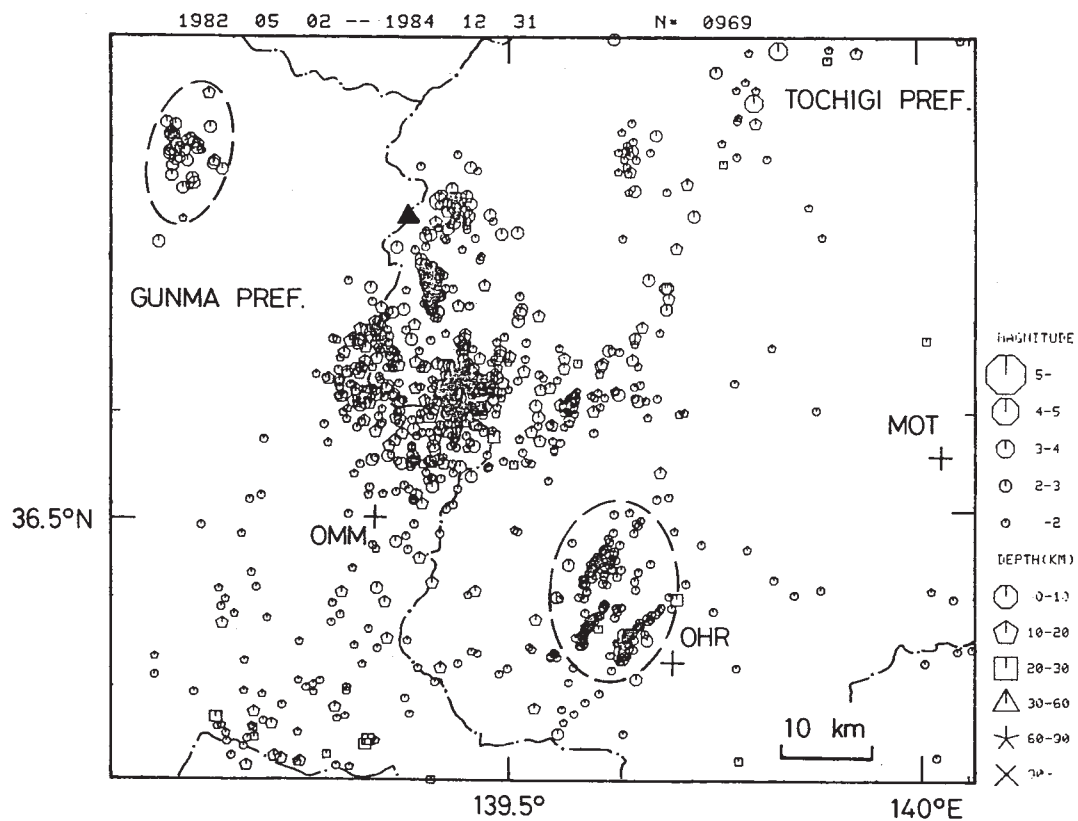 1982 05 02 -- 1984 12 31 N= 0969
TOCHIGI PREF.
GUNMA PREF.
MAGNITUDE
5-
4-5
MOT
3-4
2-3
36.5°N
OMM
-2
DEPTH(KM)
0-10
10-20
OHR
20-30
30-60
10 km
60-90
90-
139.5°
140°E